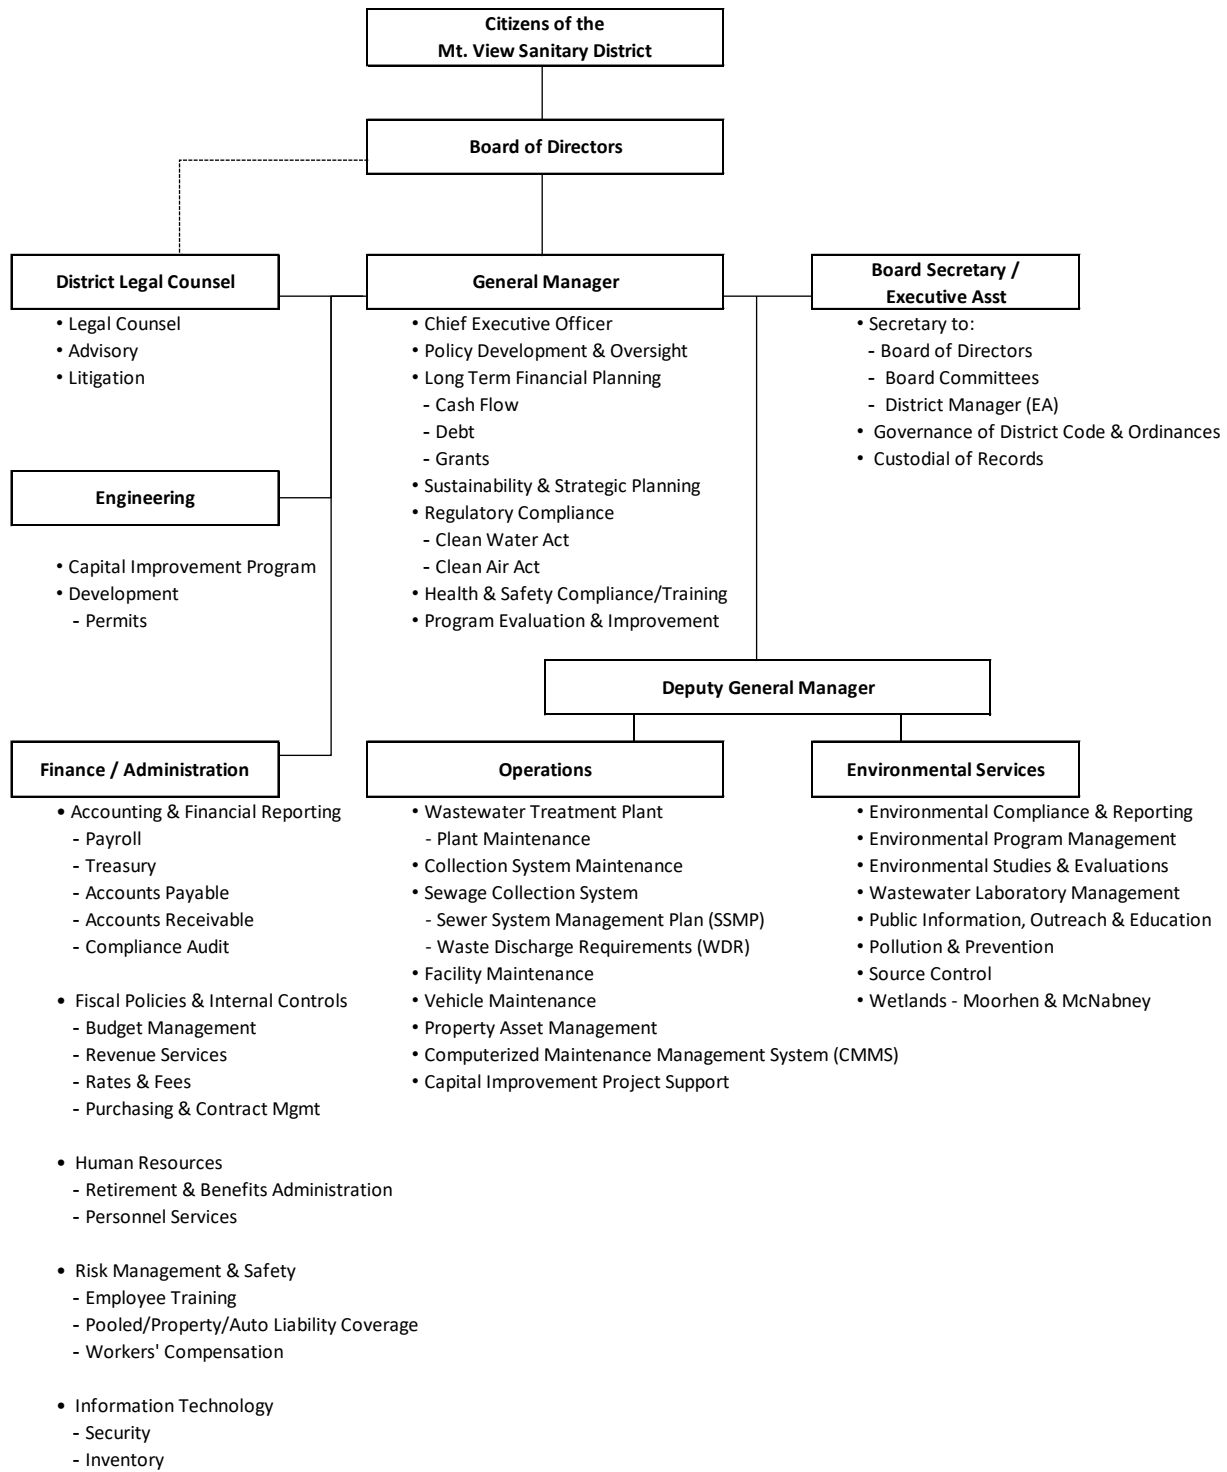 Citizens of the
Mt. View Sanitary District
Board of Directors
District Legal Counsel
• Legal Counsel
• Advisory
• Litigation
General Manager
• Chief Executive Officer
• Policy Development & Oversight
• Long Term Financial Planning
- Cash Flow
- Debt
- Grants
• Sustainability & Strategic Planning
• Regulatory Compliance
- Clean Water Act
- Clean Air Act
• Health & Safety Compliance/Training
• Program Evaluation & Improvement
Board Secretary /
Executive Asst
• Secretary to:
- Board of Directors
- Board Committees
- District Manager (EA)
• Governance of District Code & Ordinances
• Custodial of Records
Engineering
• Capital Improvement Program
• Development
- Permits
Deputy General Manager
Finance / Administration
• Accounting & Financial Reporting
- Payroll
- Treasury
- Accounts Payable
- Accounts Receivable
- Compliance Audit
• Fiscal Policies & Internal Controls
- Budget Management
- Revenue Services
- Rates & Fees
- Purchasing & Contract Mgmt
• Human Resources
- Retirement & Benefits Administration
- Personnel Services
• Risk Management & Safety
- Employee Training
- Pooled/Property/Auto Liability Coverage
- Workers' Compensation
• Information Technology
- Security
- Inventory
Operations
• Wastewater Treatment Plant
- Plant Maintenance
• Collection System Maintenance
• Sewage Collection System
- Sewer System Management Plan (SSMP)
- Waste Discharge Requirements (WDR)
• Facility Maintenance
• Vehicle Maintenance
• Property Asset Management
• Computerized Maintenance Management System (CMMS)
• Capital Improvement Project Support
Environmental Services
• Environmental Compliance & Reporting
• Environmental Program Management
• Environmental Studies & Evaluations
• Wastewater Laboratory Management
• Public Information, Outreach & Education
• Pollution & Prevention
• Source Control
• Wetlands - Moorhen & McNabney